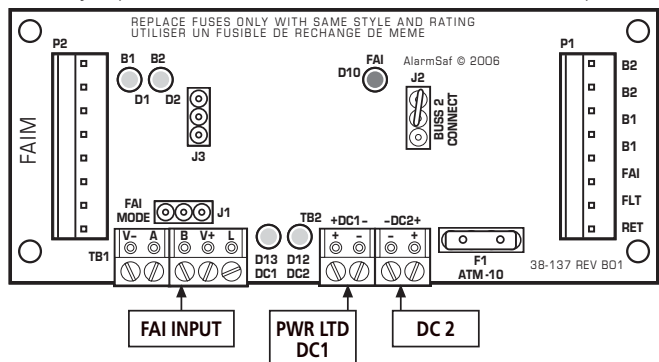 REPLACE FUSES ONLY WITH SAME STYLE AND RATING
UTILISER UN FUSIBLE DE RECHANGE DE MEME
P2
B1 B2
FAI
AlarmSaf © 2006
P1
D10
J2
D1 D2
BUSS 2
CONNECT
J3
FAIM
B2
B2
B1
B1
FAI
FLT
RET
FAI
MODE
J1
TB2
+DC1-
-DC2+
V- A B V+ L
+ - - +
TB1
D13
DC1
D12
DC2
F1
ATM-10
38-137 REV B01
FAI INPUT
PWR LTD
DC1
DC 2